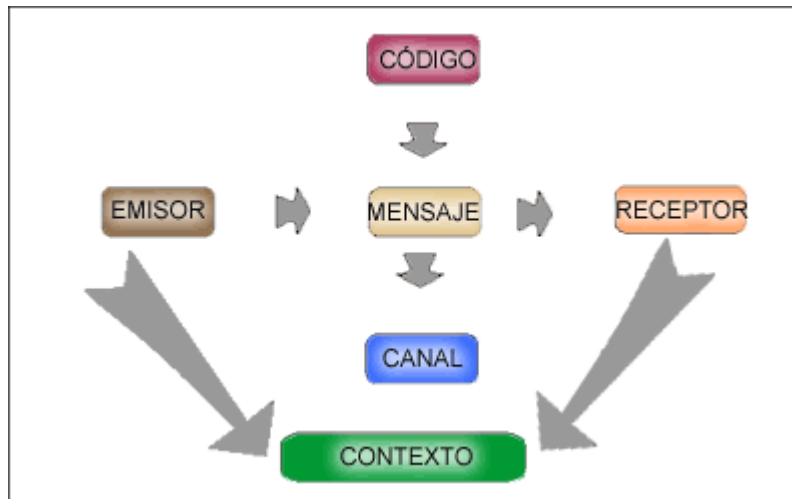 CÓDIGO
EMISOR
MENSAJE
RECEPTOR
CANAL
CONTEXTO